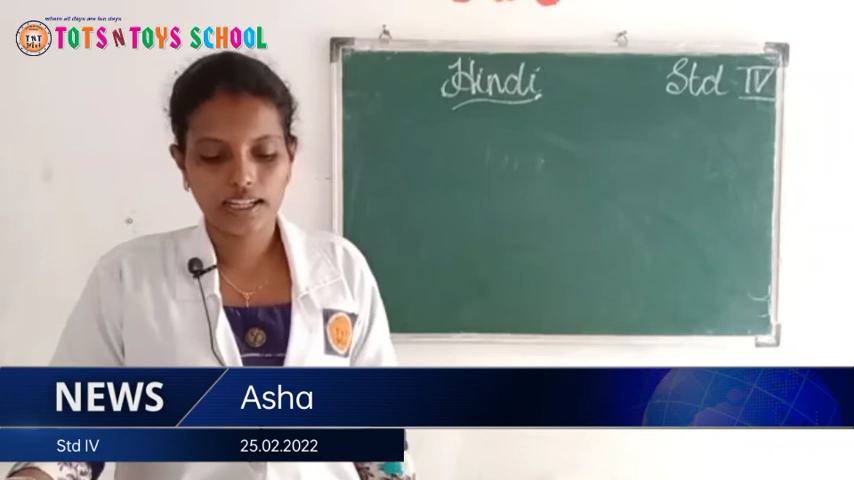 where all days are fun days
TOTS N TOYS SCHOOL
TNT
Hindi
Std IV
NEWS
Asha
Std IV
25.02.2022